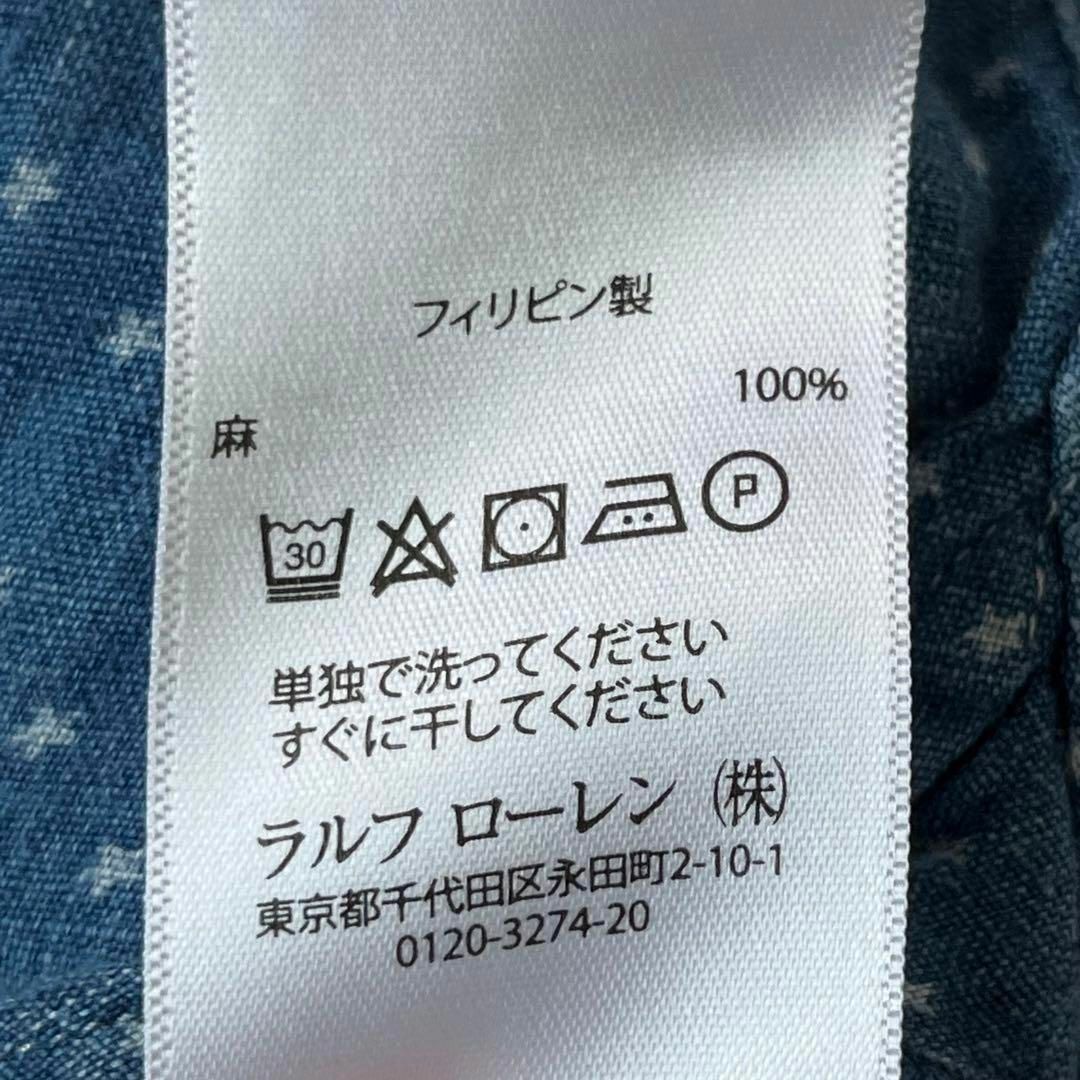 フィリピン製
麻 100%
30 P
単独で洗ってください
すぐに干してください
ラルフ ローレン (株)
東京都千代田区永田町2-10-1
0120-3274-20